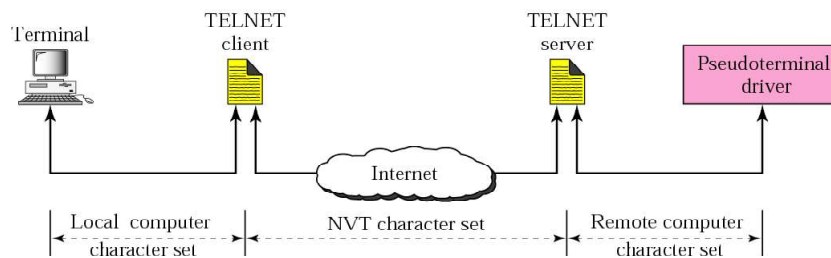 Terminal
TELNET
client
TELNET
server
Pseudoterminal
driver
Internet
Local computer
character set
NVT character set
Remote computer
character set